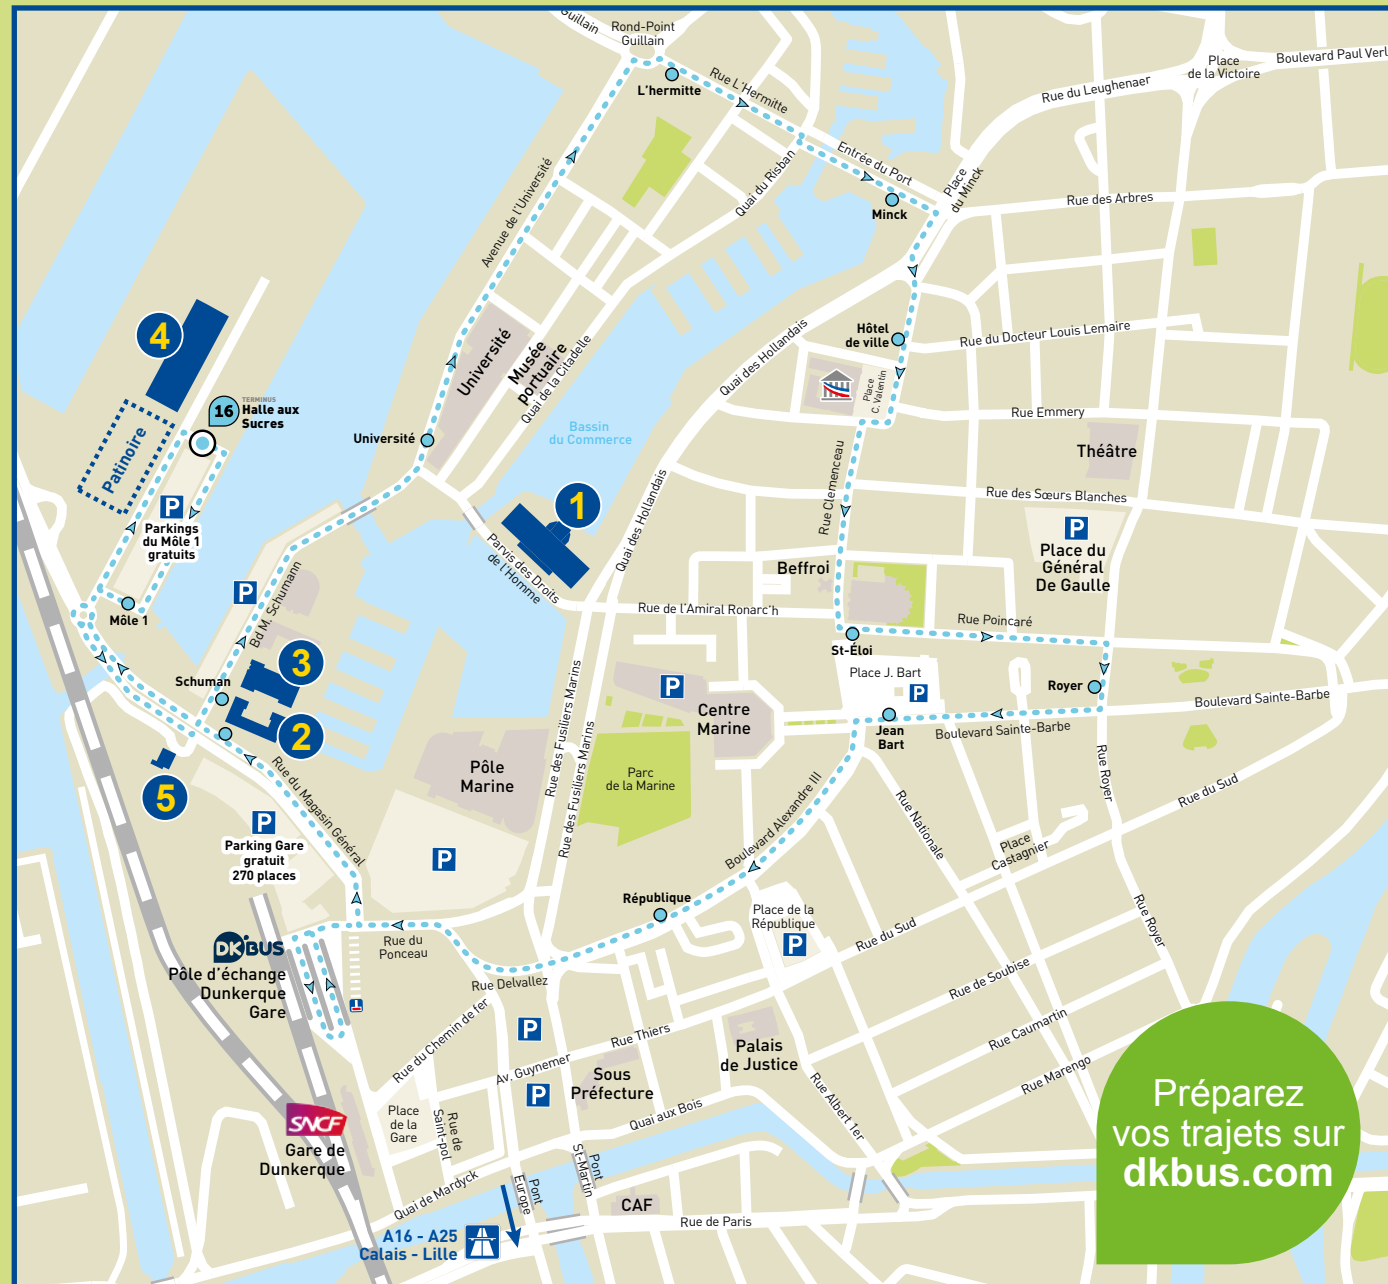 Guillain
Rond-Point
Guillain
L'hermitte
Rue L'Hermitte
Place
de la Victoire
Boulevard Paul Verl
Rue du Leughenaer
Entrée du Port
Place
du Minck
Minck
Rue des Arbres
Quai du Risban
Avenue de l'Université
4
16
TERMINUS
Halle aux
Sucres
Patinoire
P
Parkings
du Môle 1
gratuits
Université
Université
Musée
portuaire
Quai de la Citadelle
Bassin
du Commerce
Quai des Hollandais
Hôtel
de ville
Place
C. Valentin
Rue du Docteur Louis Lemaire
Rue Emmery
Théâtre
Rue des Sœurs Blanches
Rue Clemenceau
Quai des Hollandais
1
Parvis des Droits
de l'Homme
P
Place du
Général
De Gaulle
Beffroi
Rue de l'Amiral Ronarc'h
Rue Poincaré
St-Éloi
Place J. Bart
P
Royer
Boulevard Sainte-Barbe
Boulevard Sainte-Barbe
Jean
Bart
Môle 1
P
Bd M. Schumann
3
Schuman
2
5
P
Centre
Marine
Rue des Fusiliers Marins
Rue des Fusiliers Marins
Pôle
Marine
Parc
de la Marine
Rue du Magasin Général
P
Parking Gare
gratuit
270 places
P
Boulevard Alexandre III
Rue Nationale
Place
Castagnier
Rue Royer
Rue du Sud
Rue Royer
République
Place de la
République
P
Rue du Sud
Rue de Soubise
Rue Caumartin
Rue Marengo
DK'BUS
Pôle d'échange
Dunkerque
Gare
Rue du
Ponceau
Rue Delvallez
Rue du Chemin de fer
P
Rue Thiers
Av. Guynemer
P
Sous
Préfecture
Palais
de Justice
Rue Albert 1er
Quai aux Bois
SNCF
Gare de
Dunkerque
Place
de la
Gare
Rue de
Saint-pol
Quai de Mardyck
Pont
Europe
Pont
St-Martin
CAF
Rue de Paris
A16 - A25
Calais - Lille
Préparez
vos trajets sur
dkbus.com